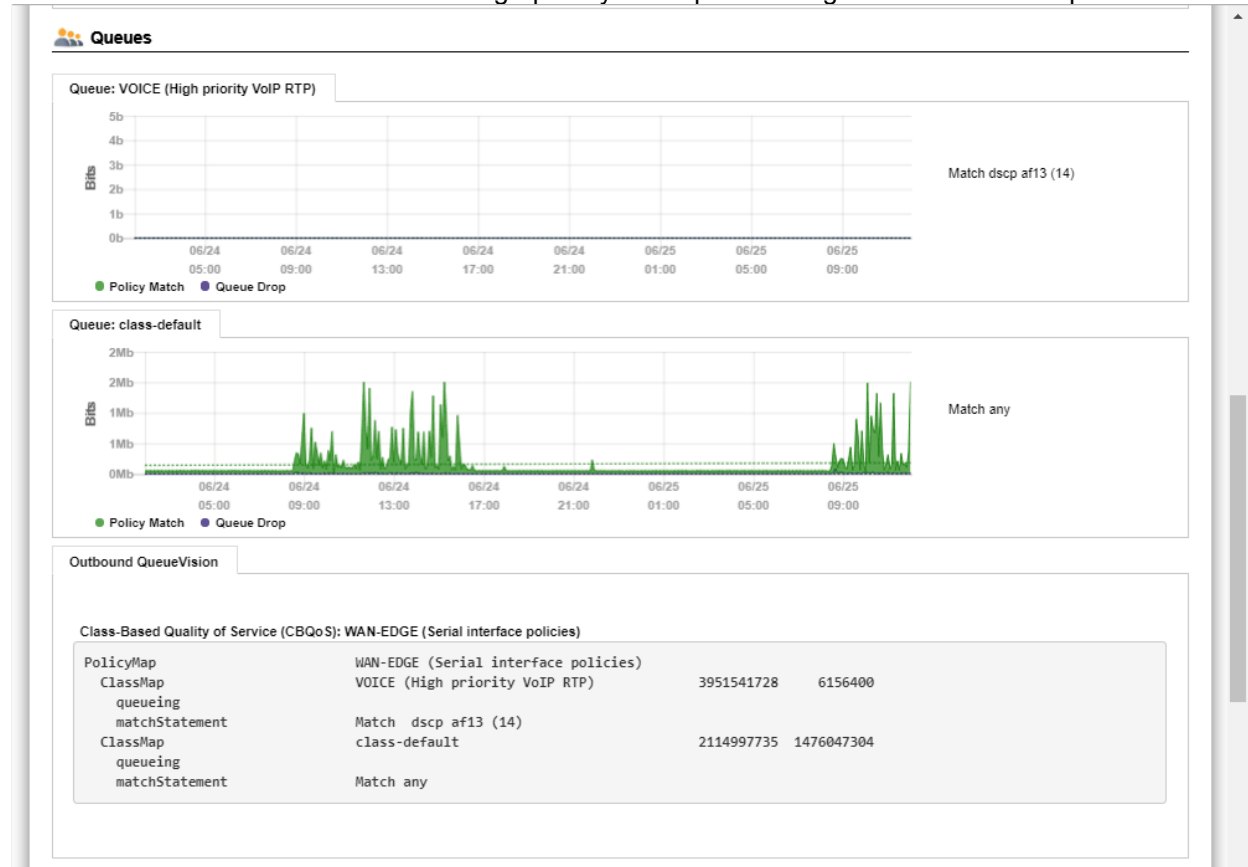 Queues
Queue: VOICE (High priority VoIP RTP)
5b
4b
3b
2b
1b
0b
Bits
06/24 06/24 06/24 06/24 06/24 06/25 06/25 06/25
05:00 09:00 13:00 17:00 21:00 01:00 05:00 09:00
Policy Match Queue Drop
Match dscp af13 (14)
Queue: class-default
2Mb
2Mb
1Mb
1Mb
0Mb
Bits
06/24 06/24 06/24 06/24 06/24 06/25 06/25 06/25
05:00 09:00 13:00 17:00 21:00 01:00 05:00 09:00
Policy Match Queue Drop
Match any
Outbound QueueVision
Class-Based Quality of Service (CBQoS): WAN-EDGE (Serial interface policies)
PolicyMap WAN-EDGE (Serial interface policies)
ClassMap VOICE (High priority VoIP RTP) 3951541728 6156400
queueing
matchStatement Match dscp af13 (14)
ClassMap class-default 2114997735 1476047304
queueing
matchStatement Match any